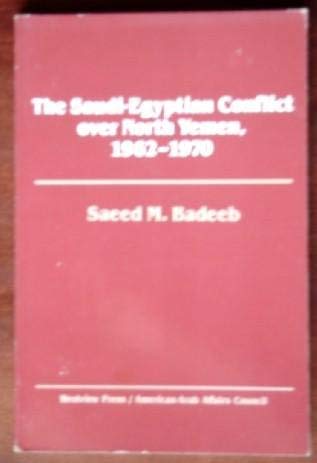 The Saudi-Egyptian Conflict
over North Yemen,
1962-1970
Saeed M. Badeeb
Westview Press / American-Arab Affairs Council